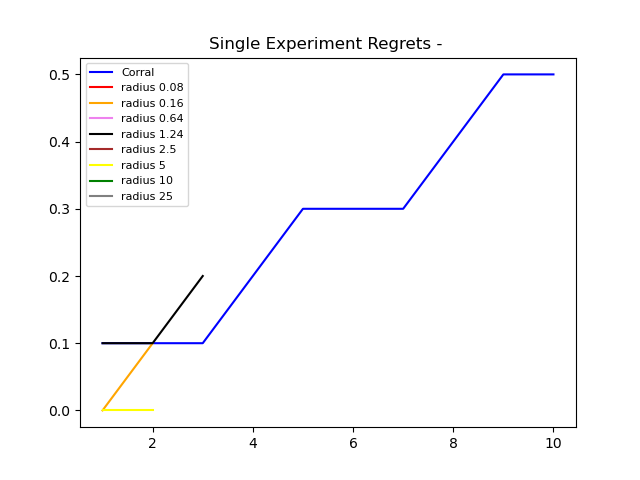 Single Experiment Regrets -
Corral
radius 0.08
radius 0.16
radius 0.64
radius 1.24
radius 2.5
radius 5
radius 10
radius 25
0.5
0.4
0.3
0.2
0.1
0.0
2
4
6
8
10